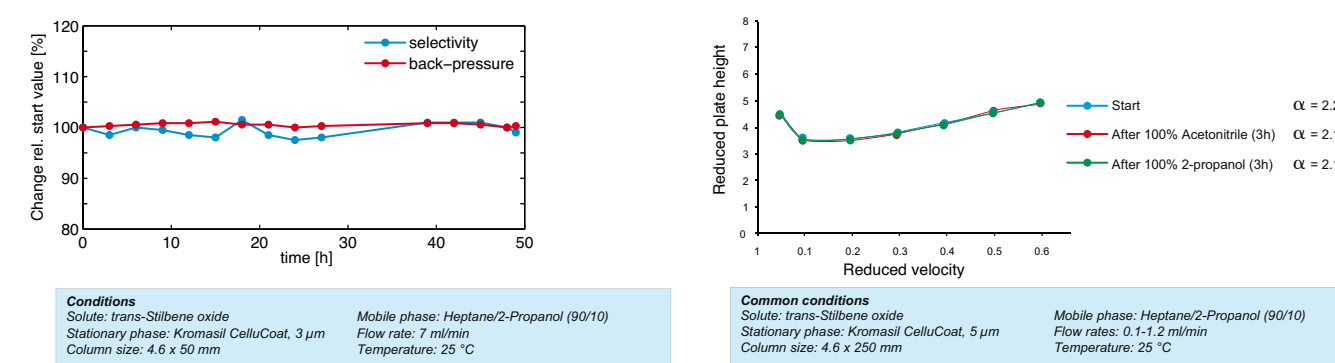 120
110
100
90
80
Change rel. start value [%]
selectivity
back–pressure
0 10 20 30 40 50
time [h]
Conditions
Solute: trans-Stilbene oxide
Stationary phase: Kromasil CelluCoat, 3 µm
Column size: 4.6 x 50 mm
Mobile phase: Heptane/2-Propanol (90/10)
Flow rate: 7 ml/min
Temperature: 25 °C
8
7
6
5
4
3
2
1
0
Reduced plate height
1 0.1 0.2 0.3 0.4 0.5 0.6
Reduced velocity
Start α = 2.2
After 100% Acetonitrile (3h) α = 2.1
After 100% 2-propanol (3h) α = 2.1
Common conditions
Solute: trans-Stilbene oxide
Stationary phase: Kromasil CelluCoat, 5 µm
Column size: 4.6 x 250 mm
Mobile phase: Heptane/2-Propanol (90/10)
Flow rates: 0.1-1.2 ml/min
Temperature: 25 °C